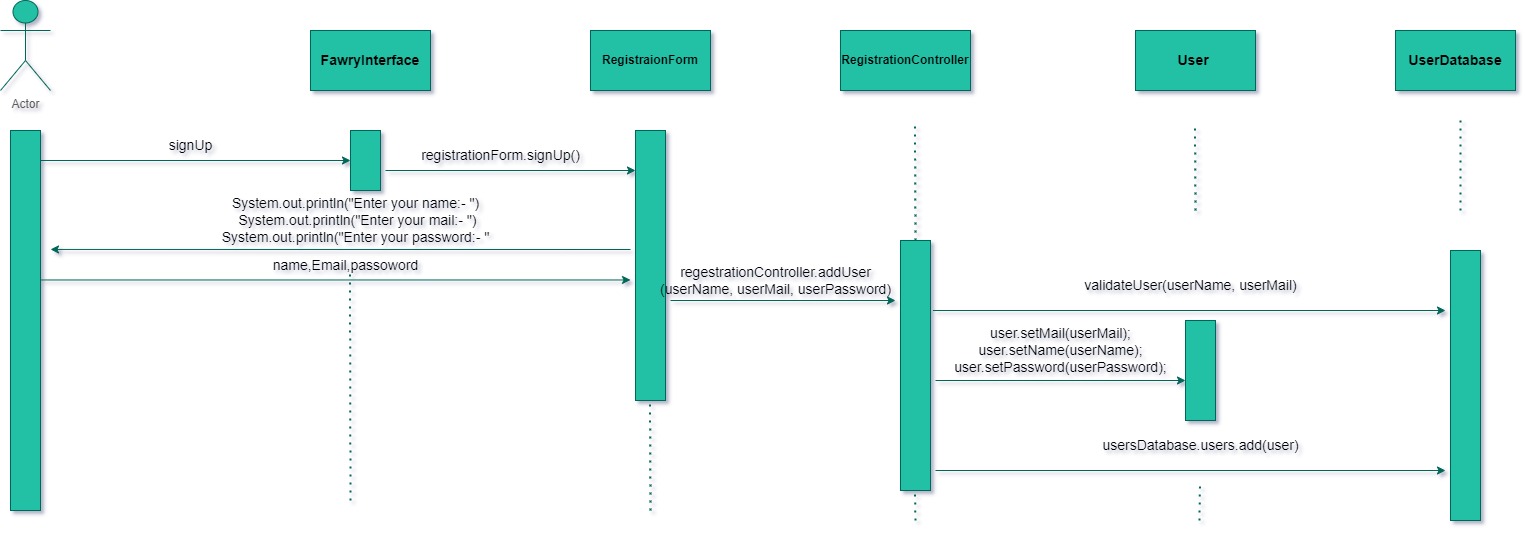 Actor
FawryInterface
RegistraionForm
RegistrationController
User
UserDatabase
signUp
registrationForm.signUp()
System.out.println("Enter your name:- ")
System.out.println("Enter your mail:- ")
System.out.println("Enter your password:- "
name,Email,passoword
regestrationController.addUser
(userName, userMail, userPassword)
validateUser(userName, userMail)
user.setMail(userMail);
user.setName(userName);
user.setPassword(userPassword);
usersDatabase.users.add(user)